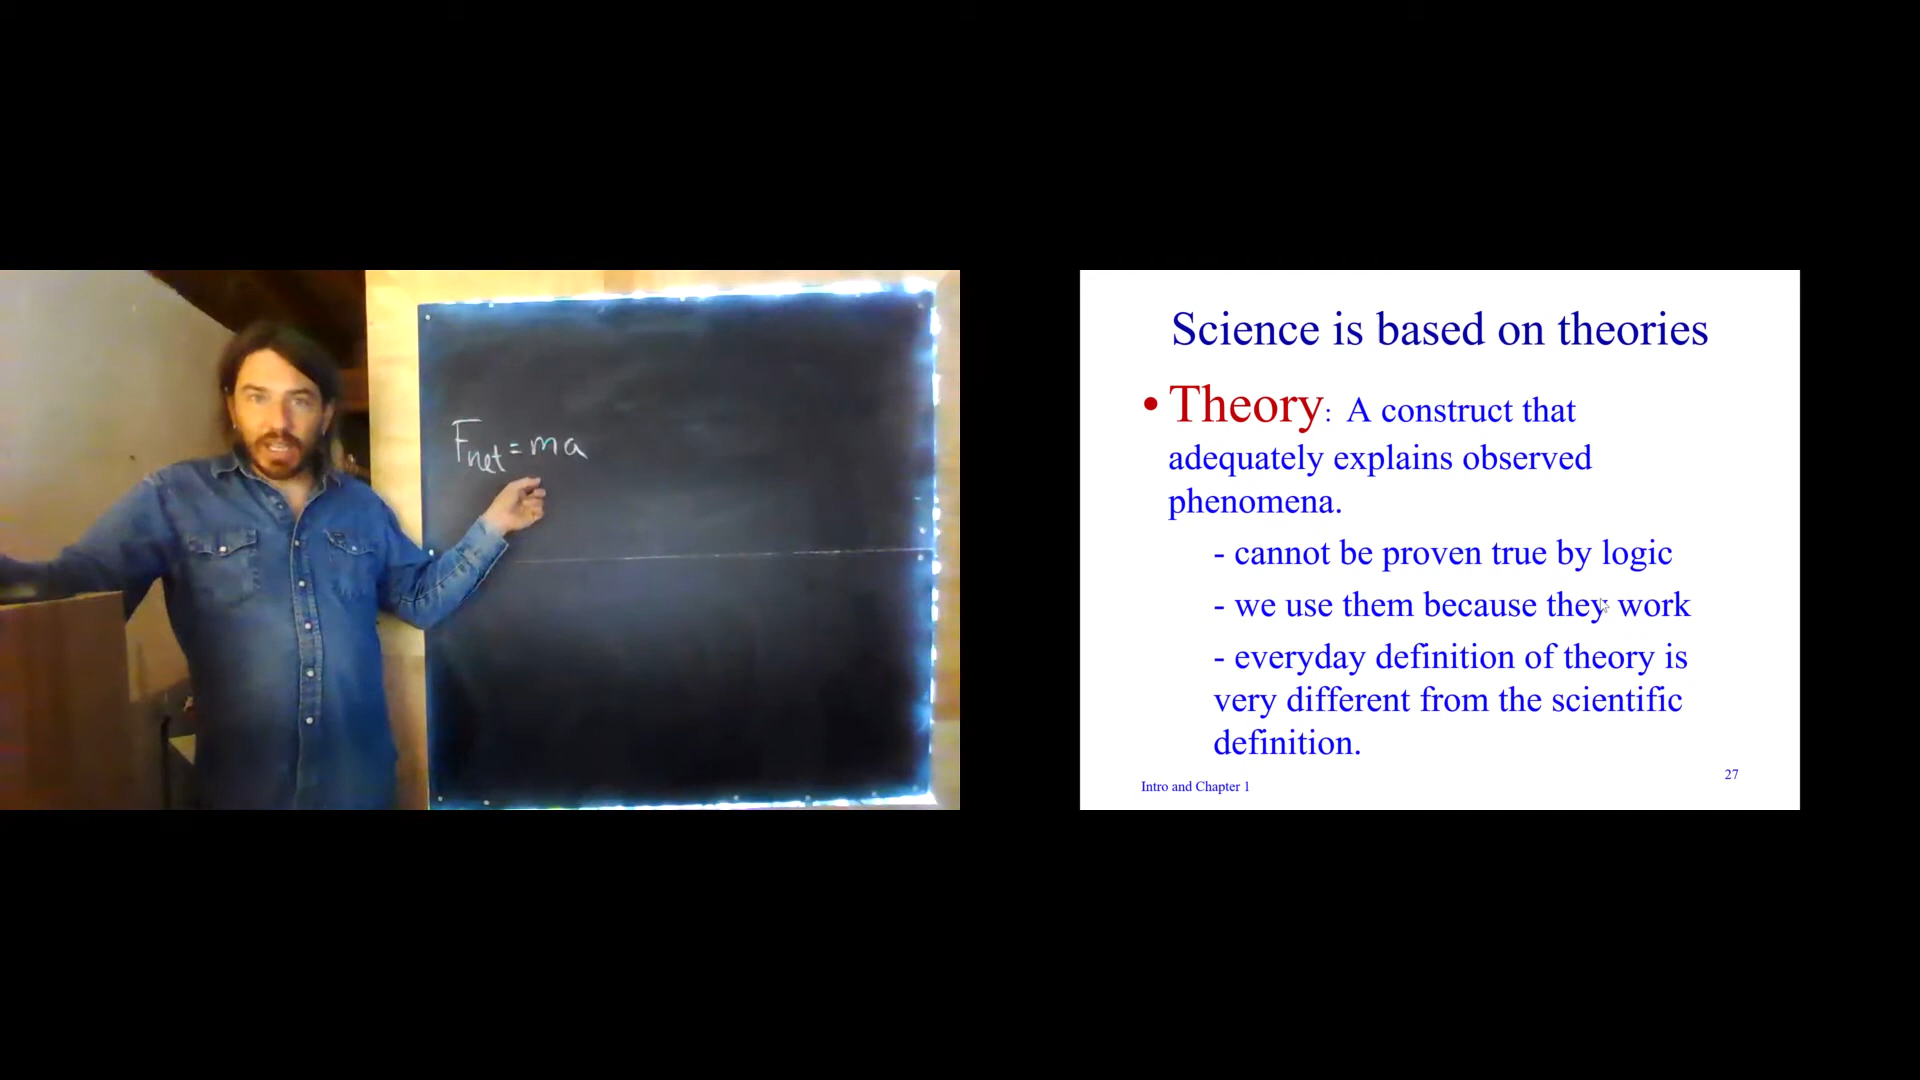 F_net = ma
Science is based on theories
• Theory: A construct that
adequately explains observed
phenomena.
- cannot be proven true by logic
- we use them because they work
- everyday definition of theory is
very different from the scientific
definition.
Intro and Chapter 1
27